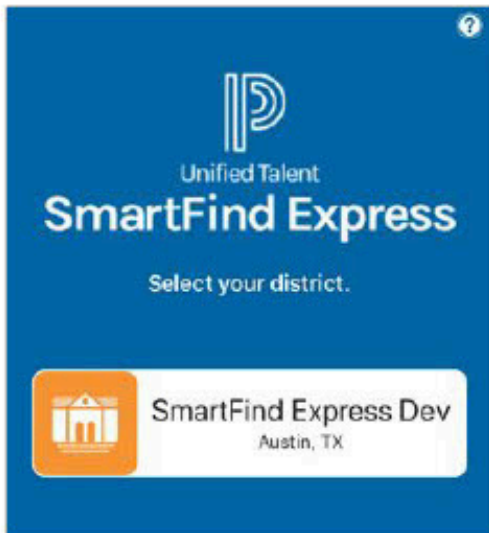 ?
P
Unified Talent
SmartFind Express
Select your district.
SmartFind Express Dev
Austin, TX